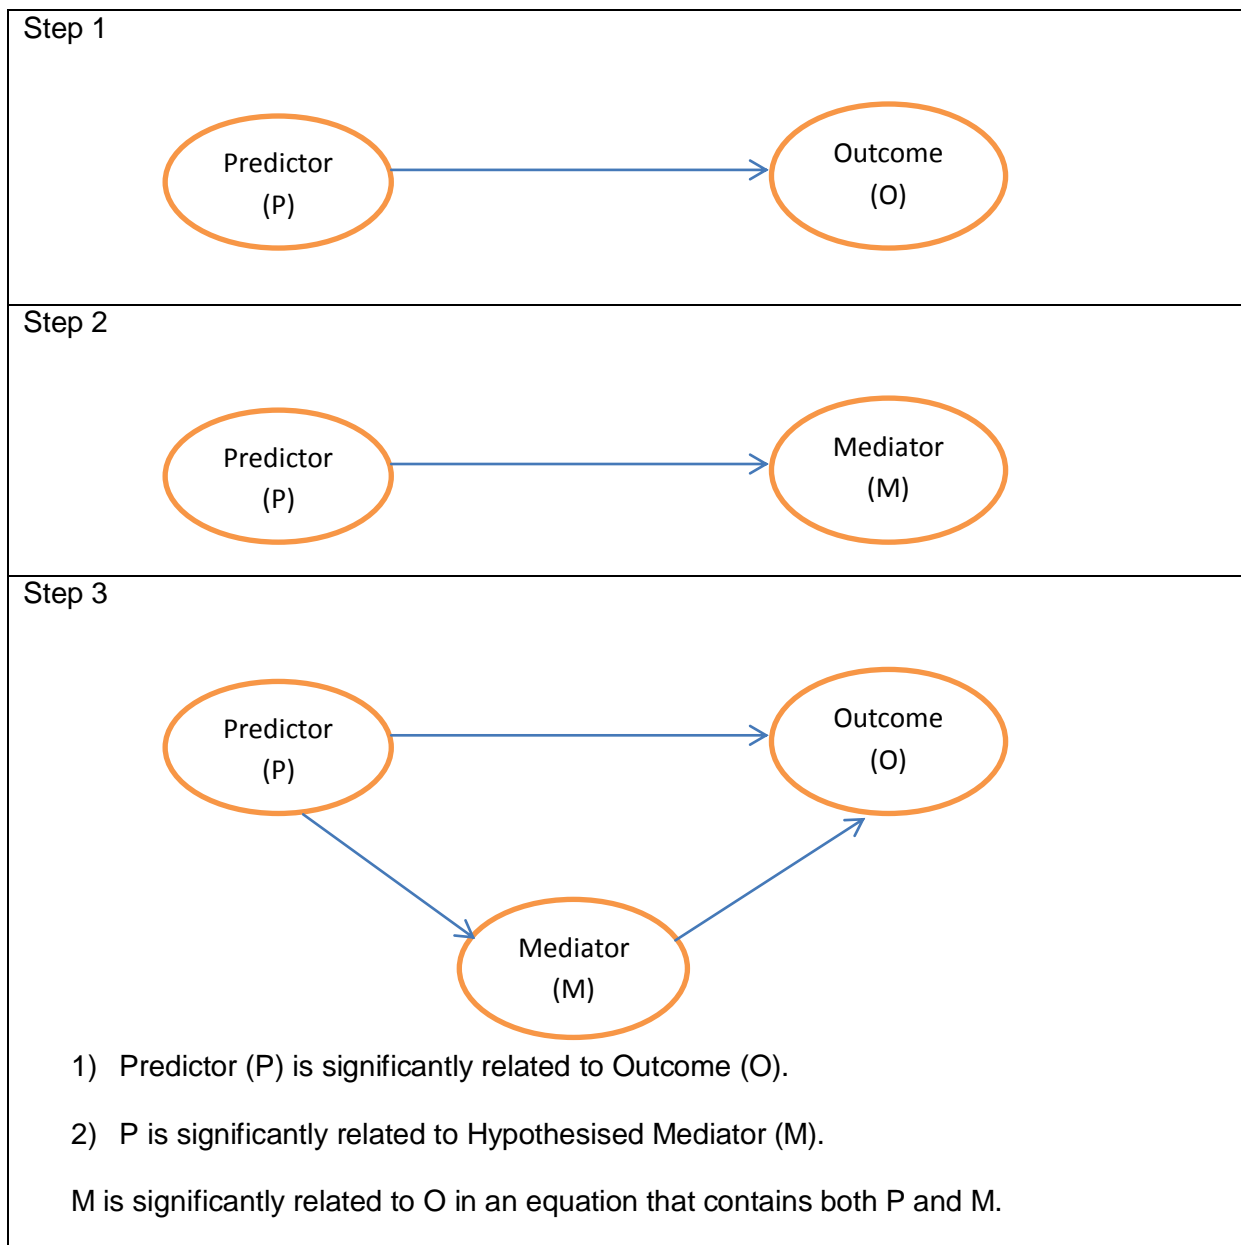 Step 1
Predictor
(P)
Outcome
(O)
Step 2
Predictor
(P)
Mediator
(M)
Step 3
Predictor
(P)
Outcome
(O)
Mediator
(M)
1) Predictor (P) is significantly related to Outcome (O).
2) P is significantly related to Hypothesised Mediator (M).
M is significantly related to O in an equation that contains both P and M.